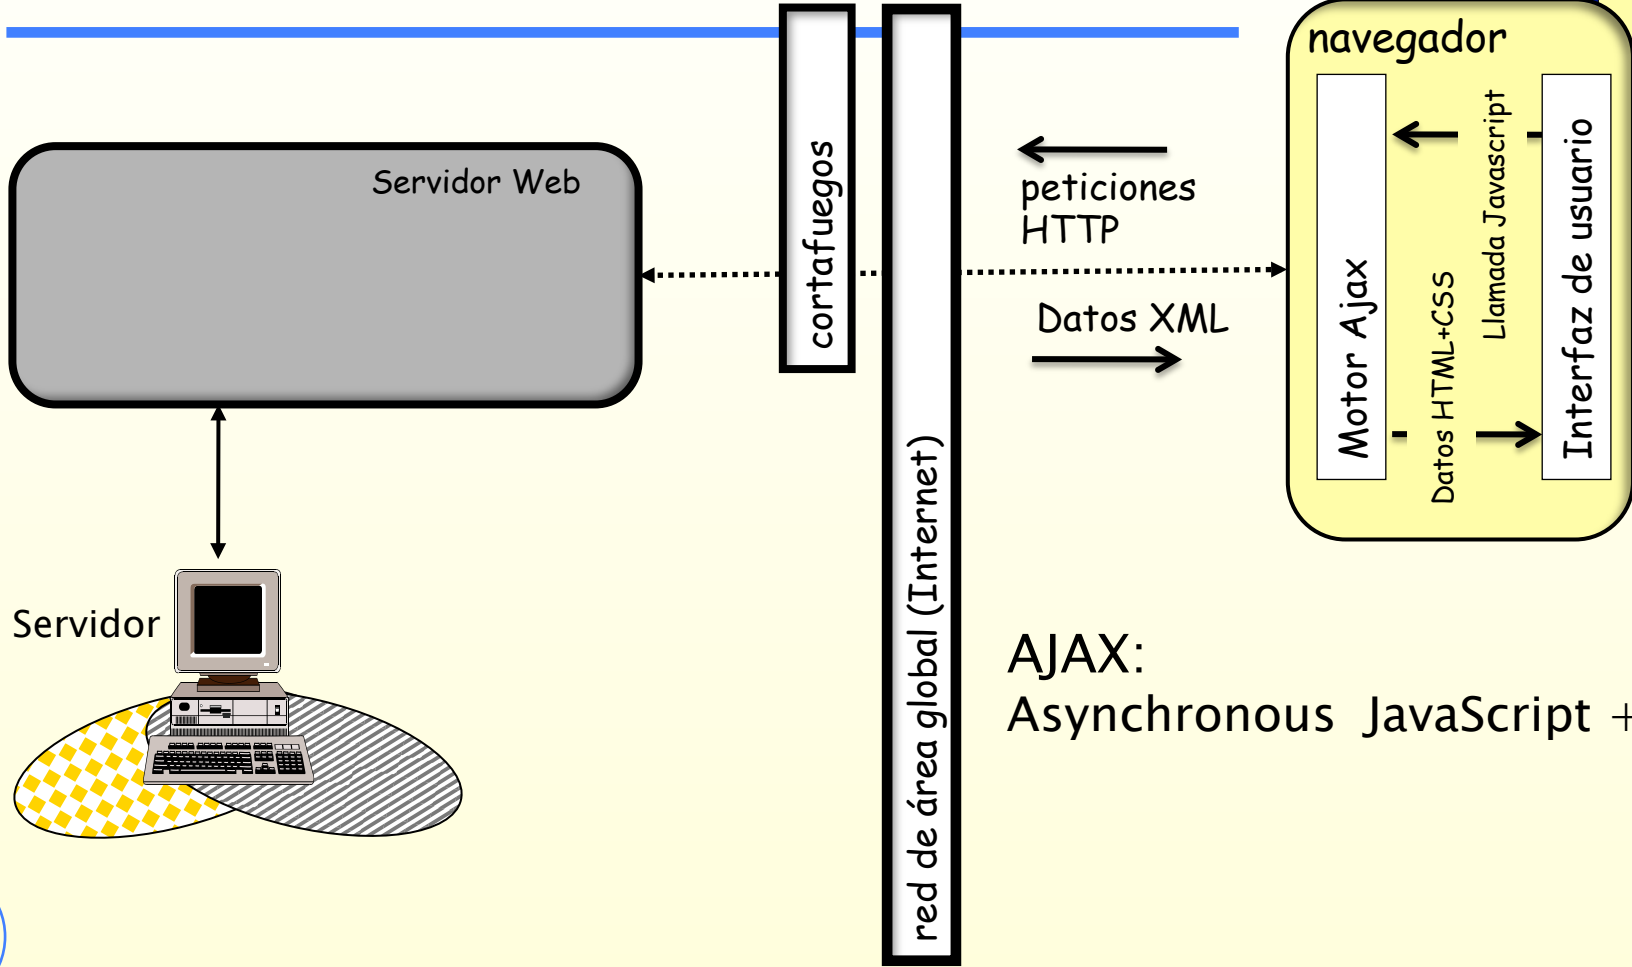 navegador
Servidor Web
cortafuegos
peticiones
HTTP
Datos XML
Motor Ajax
Datos HTML+CSS
Llamada Javascript
Interfaz de usuario
red de área global (Internet)
Servidor
AJAX:
Asynchronous JavaScript +